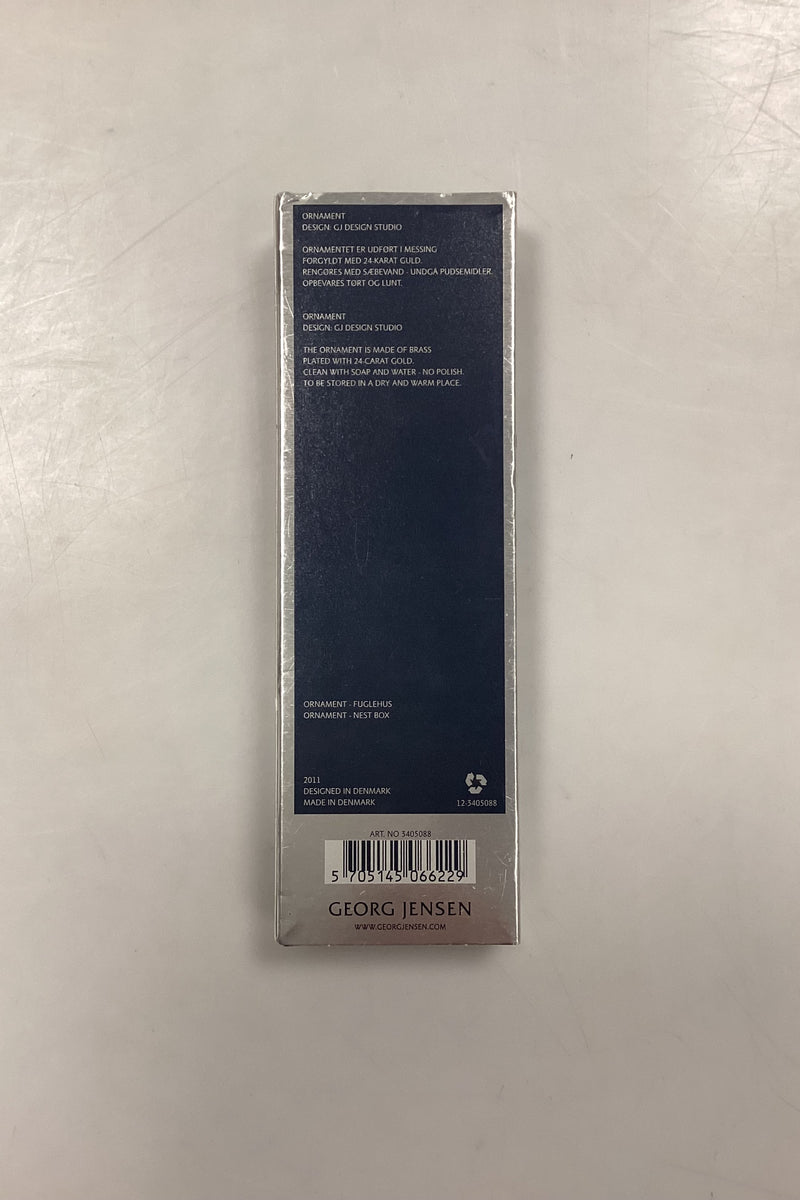 ORNAMENT
DESIGN: GJ DESIGN STUDIO
ORNAMENTET ER UDFØRT I MESSING
FORGYLDT MED 24-KARAT GULD.
RENGØRES MED SÆBEVAND - UNDGÅ PUDSEMIDLER.
OPBEVARES TØRT OG LUNT.
ORNAMENT
DESIGN: GJ DESIGN STUDIO
THE ORNAMENT IS MADE OF BRASS
PLATED WITH 24-CARAT GOLD.
CLEAN WITH SOAP AND WATER - NO POLISH.
TO BE STORED IN A DRY AND WARM PLACE.
ORNAMENT - FUGLEHUS
ORNAMENT - NEST BOX
2011
DESIGNED IN DENMARK
MADE IN DENMARK
12-3405088
ART. NO 3405088
5 705145 066229
GEORG JENSEN
WWW.GEORGJENSEN.COM